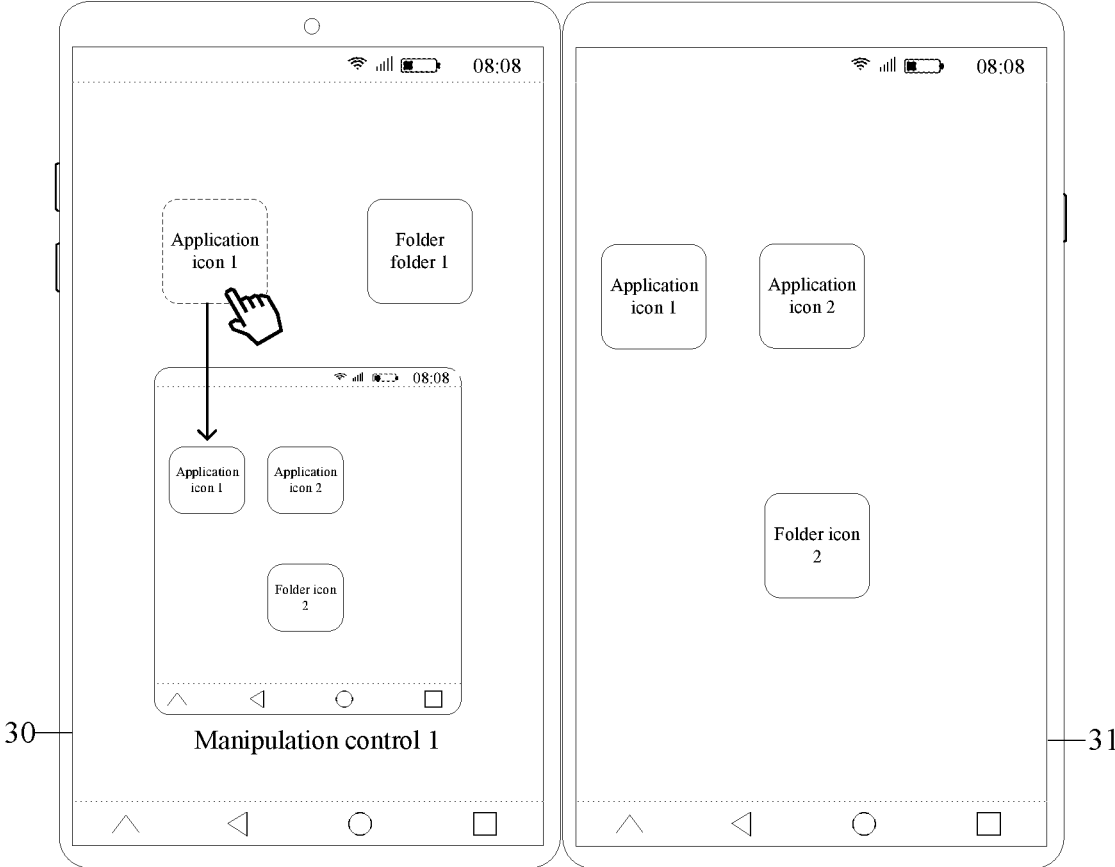 08:08
08:08
Application
icon 1
Folder
folder 1
Application
icon 1
Application
icon 2
08:08
Application
icon 1
Application
icon 2
Folder icon
2
Folder icon
2
30
Manipulation control 1
31